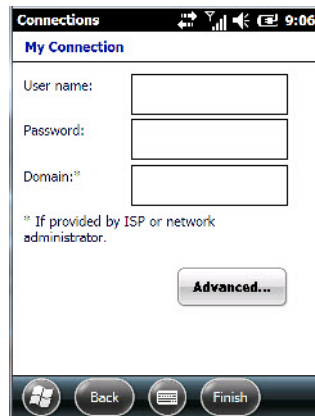 Connections 9:06
My Connection
User name:
Password:
Domain:*
* If provided by ISP or network
administrator.
Advanced...
Back Finish